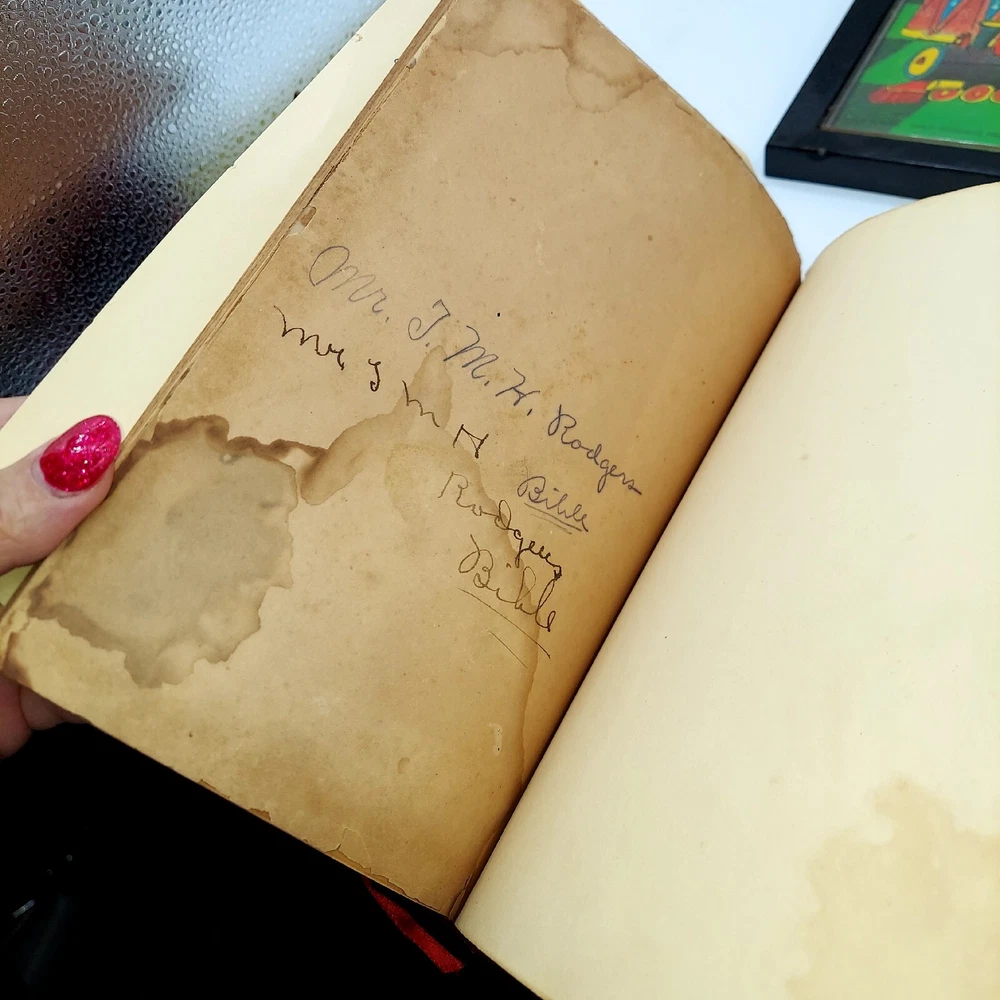 Mr. J. M. H. Rodgers
Bible
Mr. J M H
Rodgers
Bible